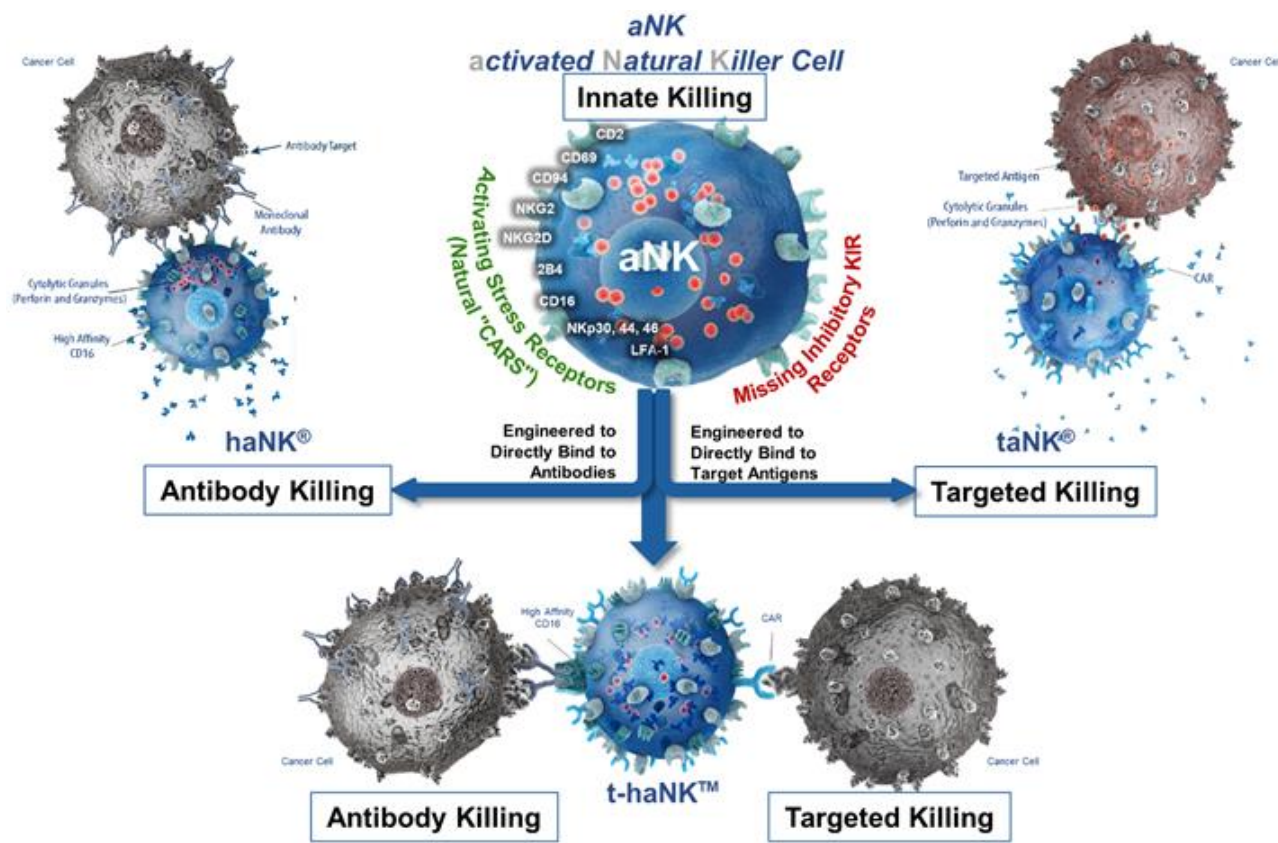 aNK
activated Natural Killer Cell
Innate Killing
Cancer Cell
Antibody Target
Monoclonal
Antibody
Cytolytic Granules
(Perforin and Granzymes)
High Affinity
CD16
haNK®
Antibody Killing
CD2
CD69
CD94
NKG2
NKG2D
2B4
CD16
NKp30, 44, 46
LFA-1
aNK
Activating Stress Receptors
(Natural "CARS")
Missing Inhibitory KIR
Receptors
Cancer Cel
Targeted Antigen
Cytolytic Granules
(Perforin and Granzymes)
CAR
taNK®
Targeted Killing
Engineered to
Directly Bind to
Antibodies
Engineered to
Directly Bind to
Target Antigens
High Affinity
CD16
CAR
Cancer Cell
Cancer Cell
t-haNK™
Antibody Killing
Targeted Killing